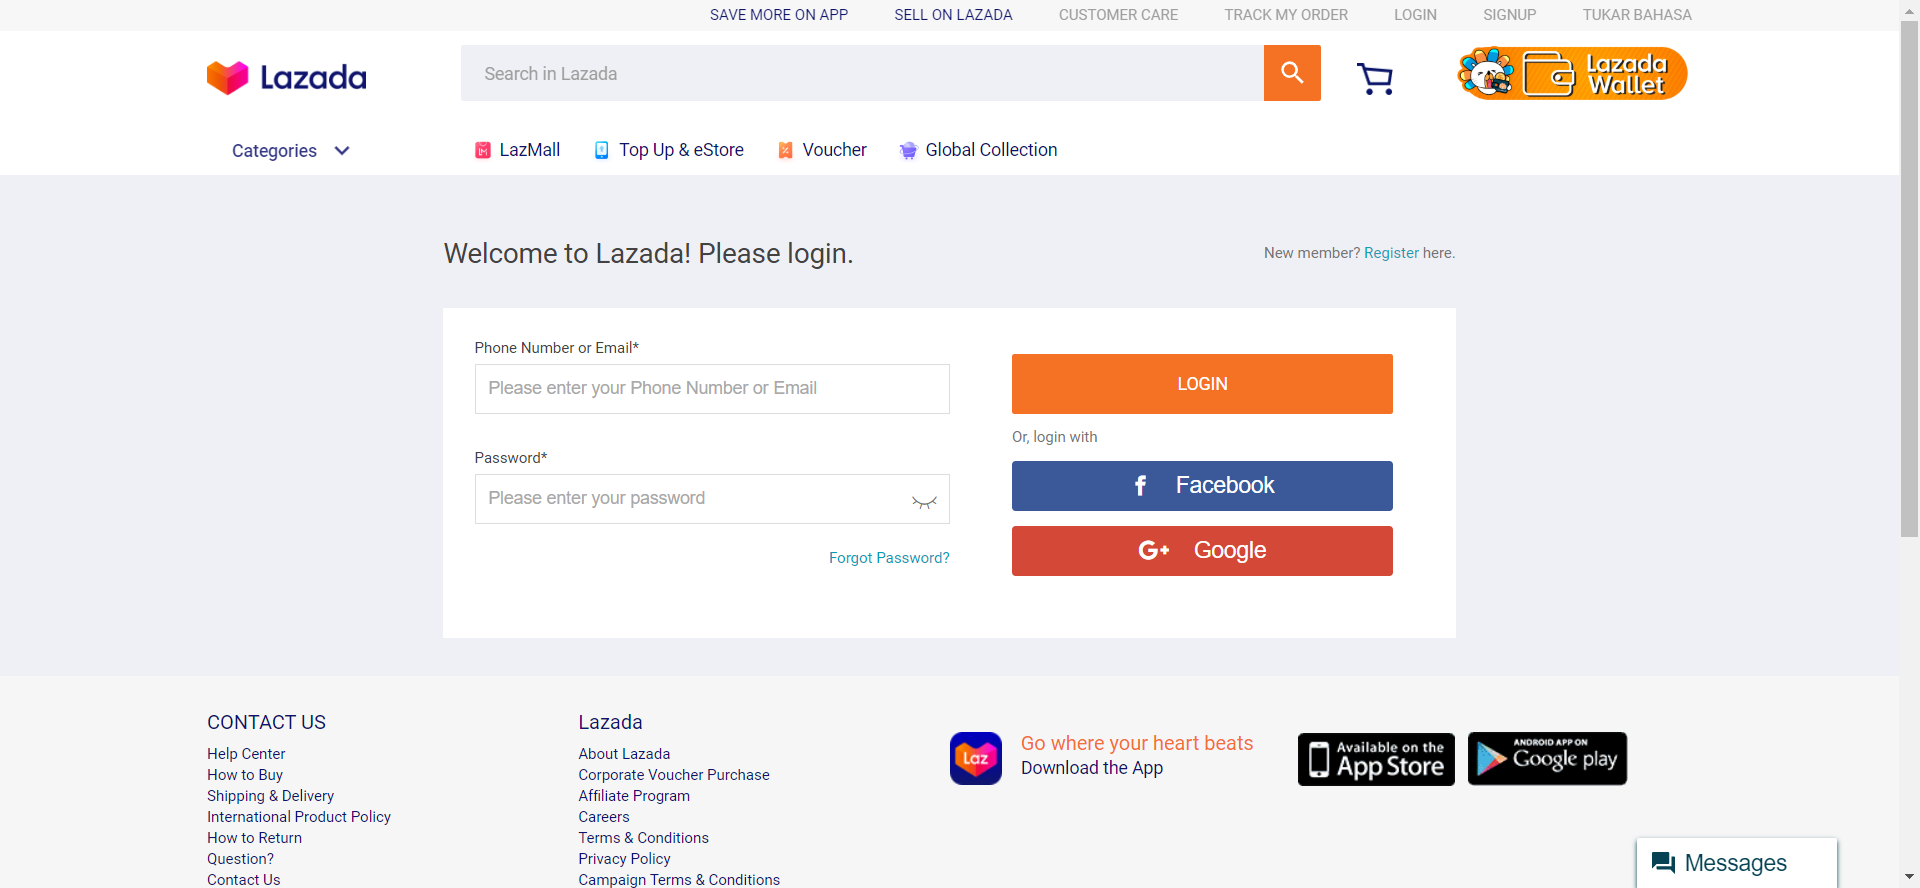 SAVE MORE ON APP SELL ON LAZADA CUSTOMER CARE TRACK MY ORDER LOGIN SIGNUP TUKAR BAHASA
Lazada
Search in Lazada
Lazada
Wallet
Categories
LazMall Top Up & eStore Voucher Global Collection
Welcome to Lazada! Please login.
New member? Register here.
Phone Number or Email*
Please enter your Phone Number or Email
Password*
Please enter your password
Forgot Password?
LOGIN
Or, login with
Facebook
G+ Google
CONTACT US
Help Center
How to Buy
Shipping & Delivery
International Product Policy
How to Return
Question?
Contact Us
Lazada
About Lazada
Corporate Voucher Purchase
Affiliate Program
Careers
Terms & Conditions
Privacy Policy
Campaign Terms & Conditions
Laz
Go where your heart beats
Download the App
Available on the
App Store
ANDROID APP ON
Google play
Messages